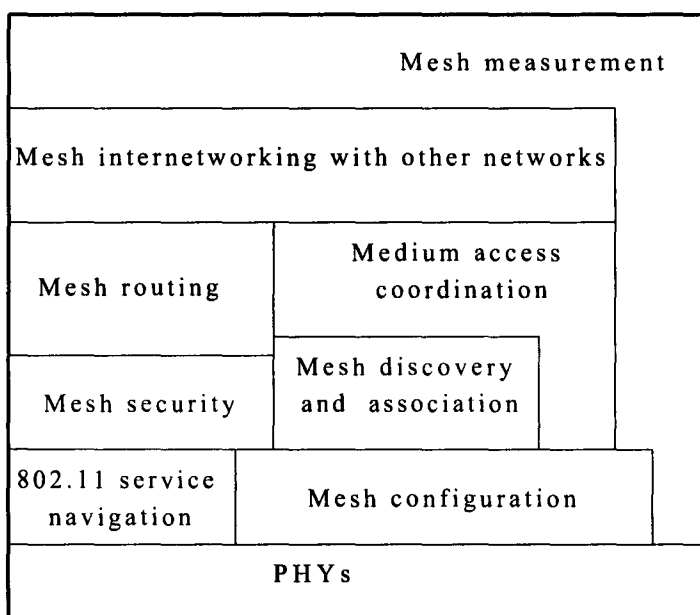 Mesh measurement
Mesh internetworking with other networks
Mesh routing
Medium access
coordination
Mesh security
Mesh discovery
and association
802.11 service
navigation
Mesh configuration
PHYs